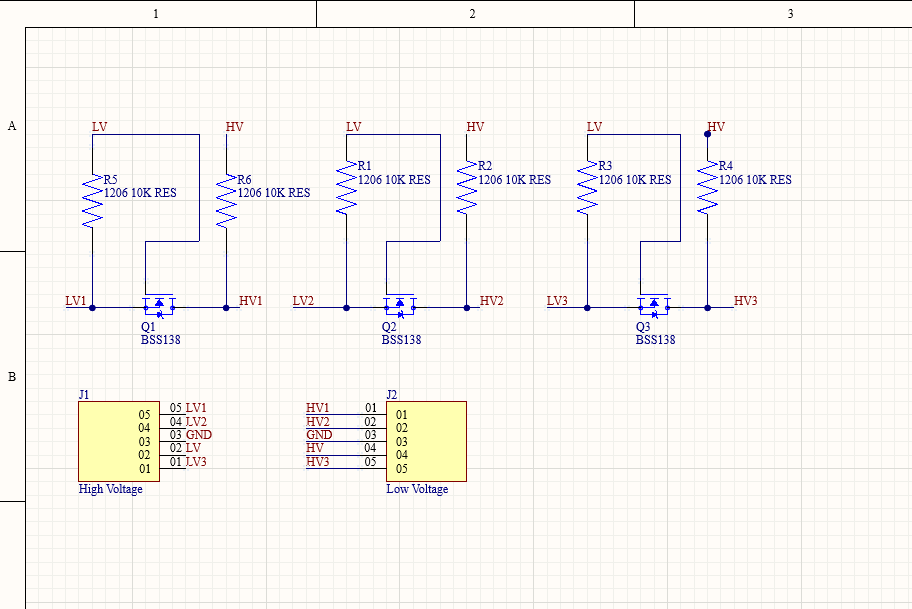 1 2 3
A
LV HV LV HV LV HV
R5 1206 10K RES
R6 1206 10K RES
R1 1206 10K RES
R2 1206 10K RES
R3 1206 10K RES
R4 1206 10K RES
LV1 HV1 LV2 HV2 LV3 HV3
Q1 BSS138
Q2 BSS138
Q3 BSS138
B
J1
05 05 LV1
04 04 LV2
03 03 GND
02 02 LV
01 01 LV3
High Voltage
J2
HV1 01 01
HV2 02 02
GND 03 03
HV 04 04
HV3 05 05
Low Voltage